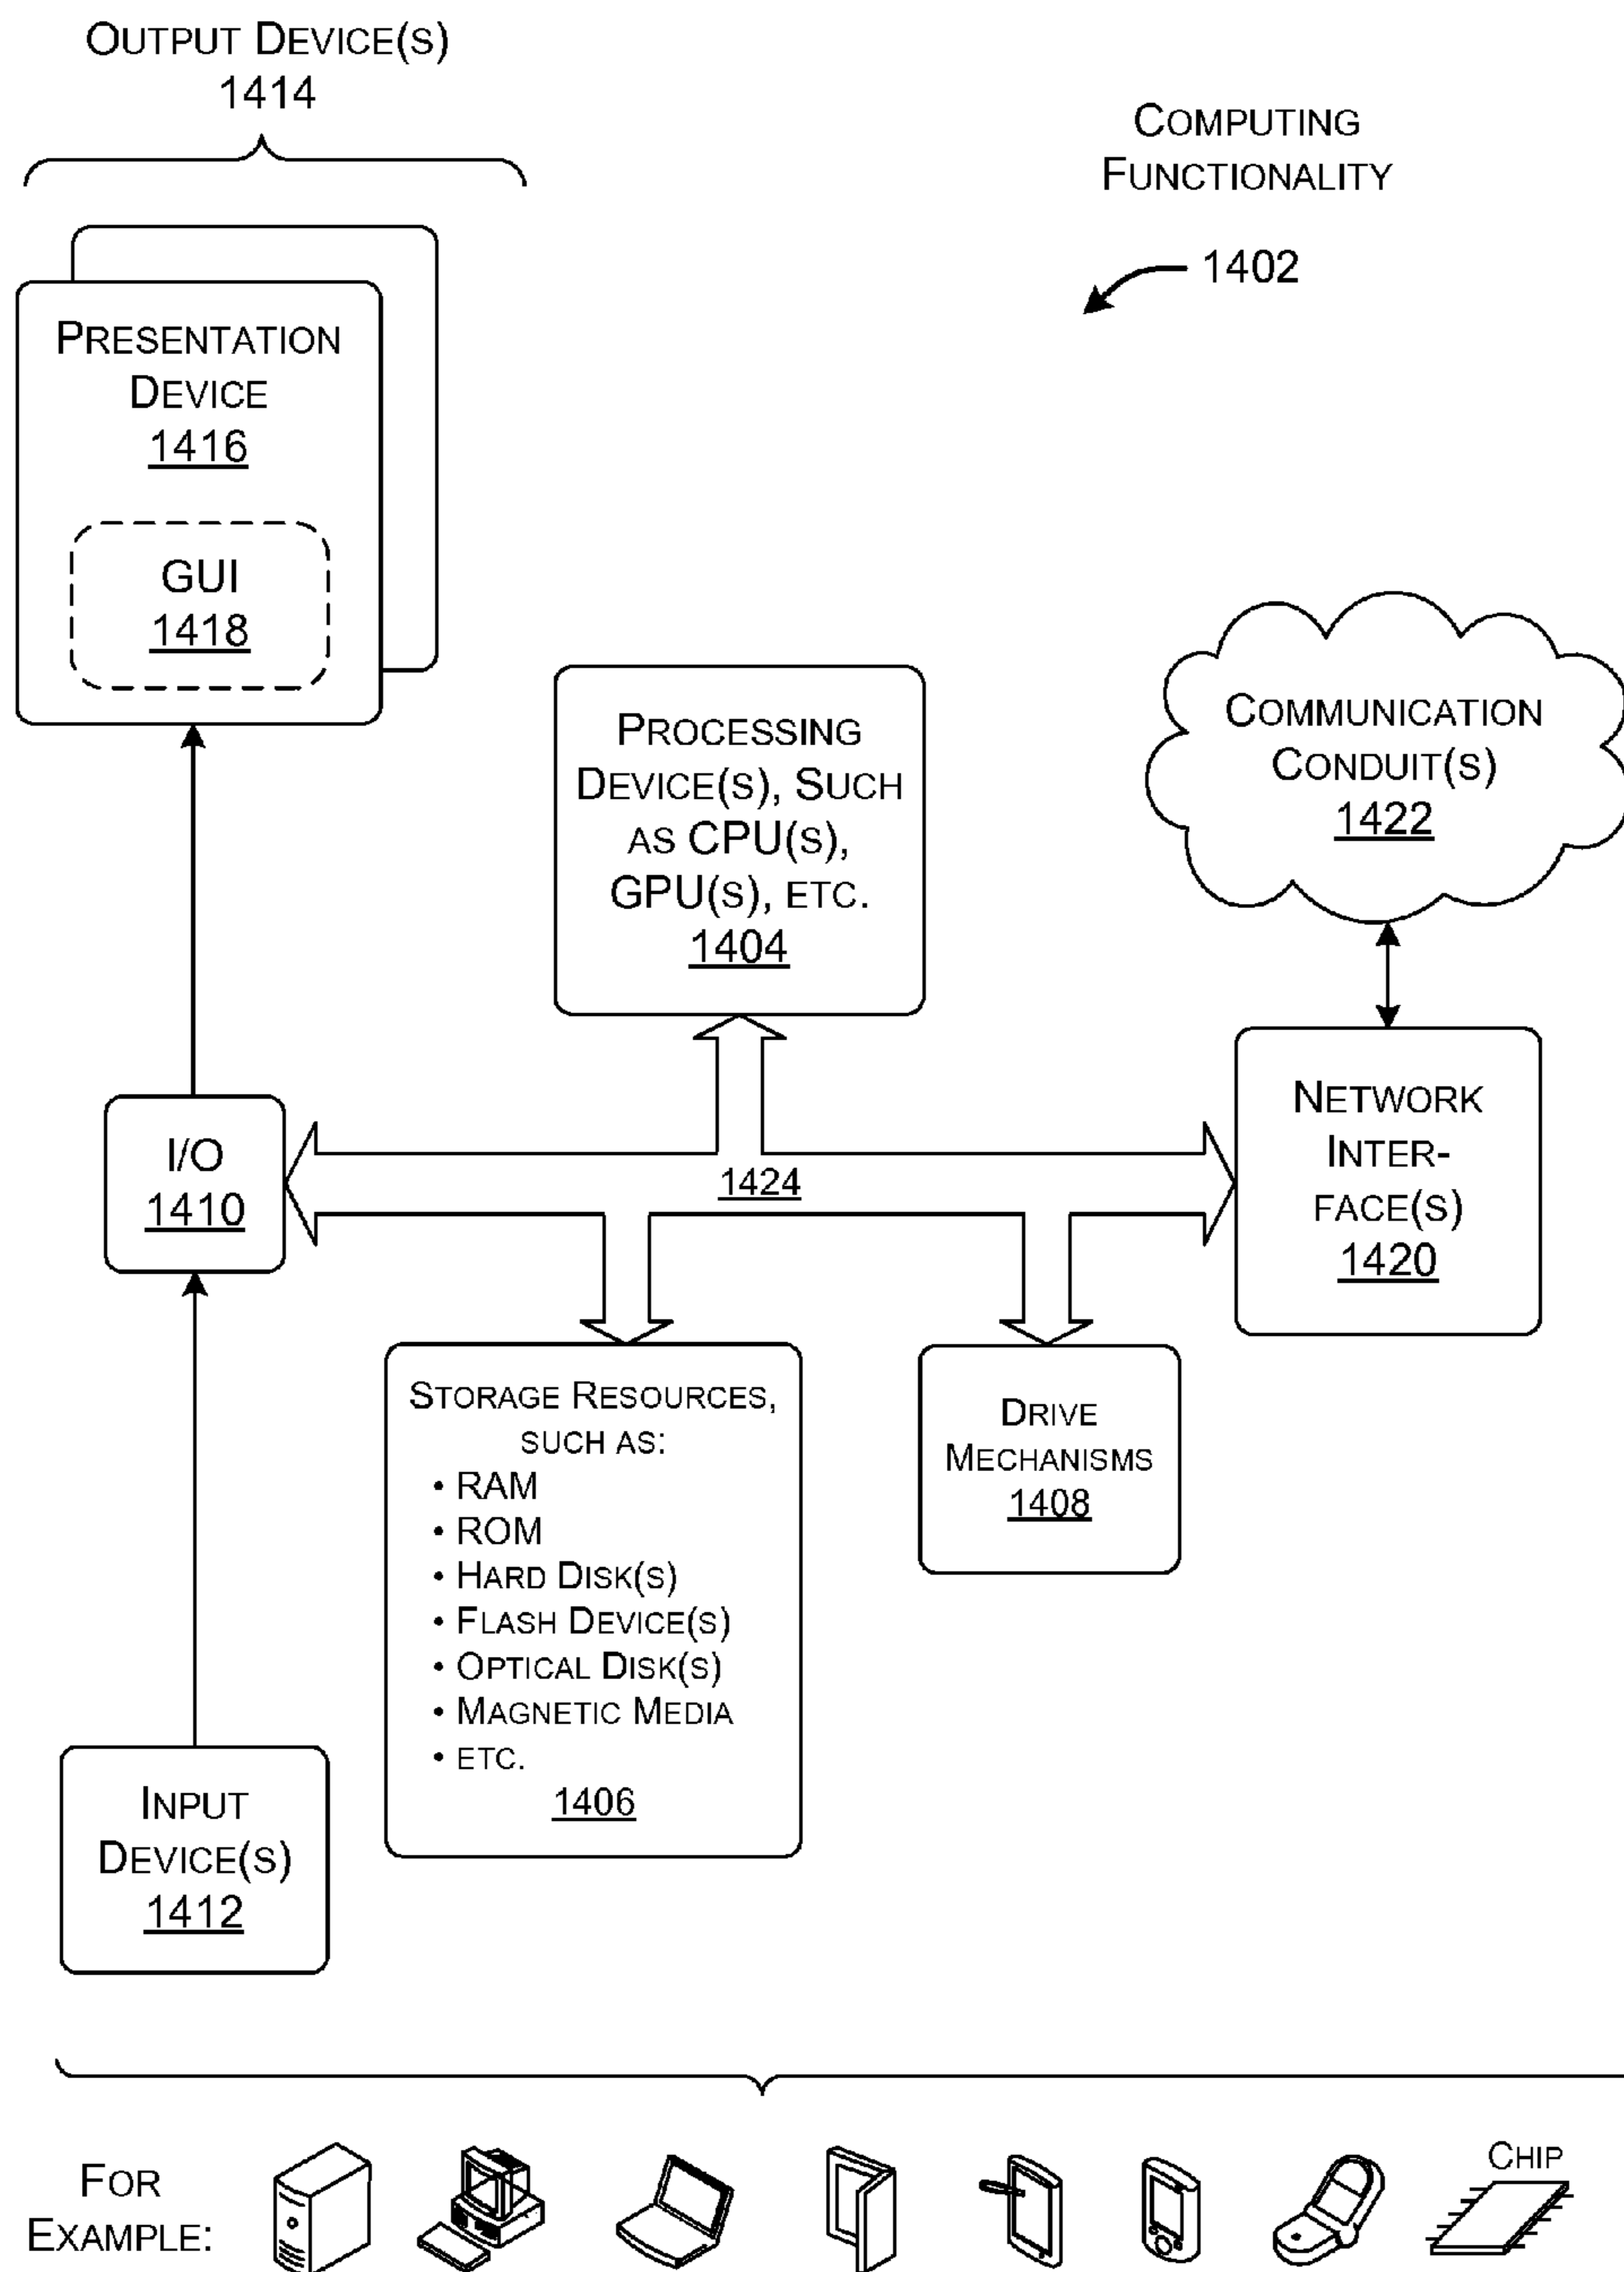 OUTPUT DEVICE(S)
1414
COMPUTING
FUNCTIONALITY
1402
PRESENTATION
DEVICE
1416
GUI
1418
PROCESSING
DEVICE(S), SUCH
AS CPU(S),
GPU(S), ETC.
1404
COMMUNICATION
CONDUIT(S)
1422
NETWORK
INTER-
FACE(S)
1420
I/O
1410
1424
STORAGE RESOURCES,
SUCH AS:
• RAM
• ROM
• HARD DISK(S)
• FLASH DEVICE(S)
• OPTICAL DISK(S)
• MAGNETIC MEDIA
• ETC.
1406
DRIVE
MECHANISMS
1408
INPUT
DEVICE(S)
1412
FOR
EXAMPLE:
CHIP